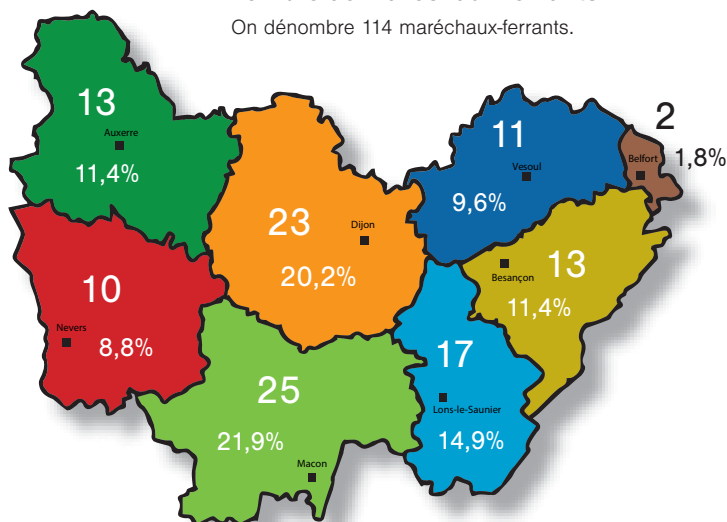 On dénombre 114 maréchaux-ferrants.
13
Auxerre
11,4%
23
Dijon
20,2%
11
Vesoul
9,6%
2
Belfort
1,8%
10
Nevers
8,8%
13
Besançon
11,4%
17
Lons-le-Saunier
14,9%
25
21,9%
Macon